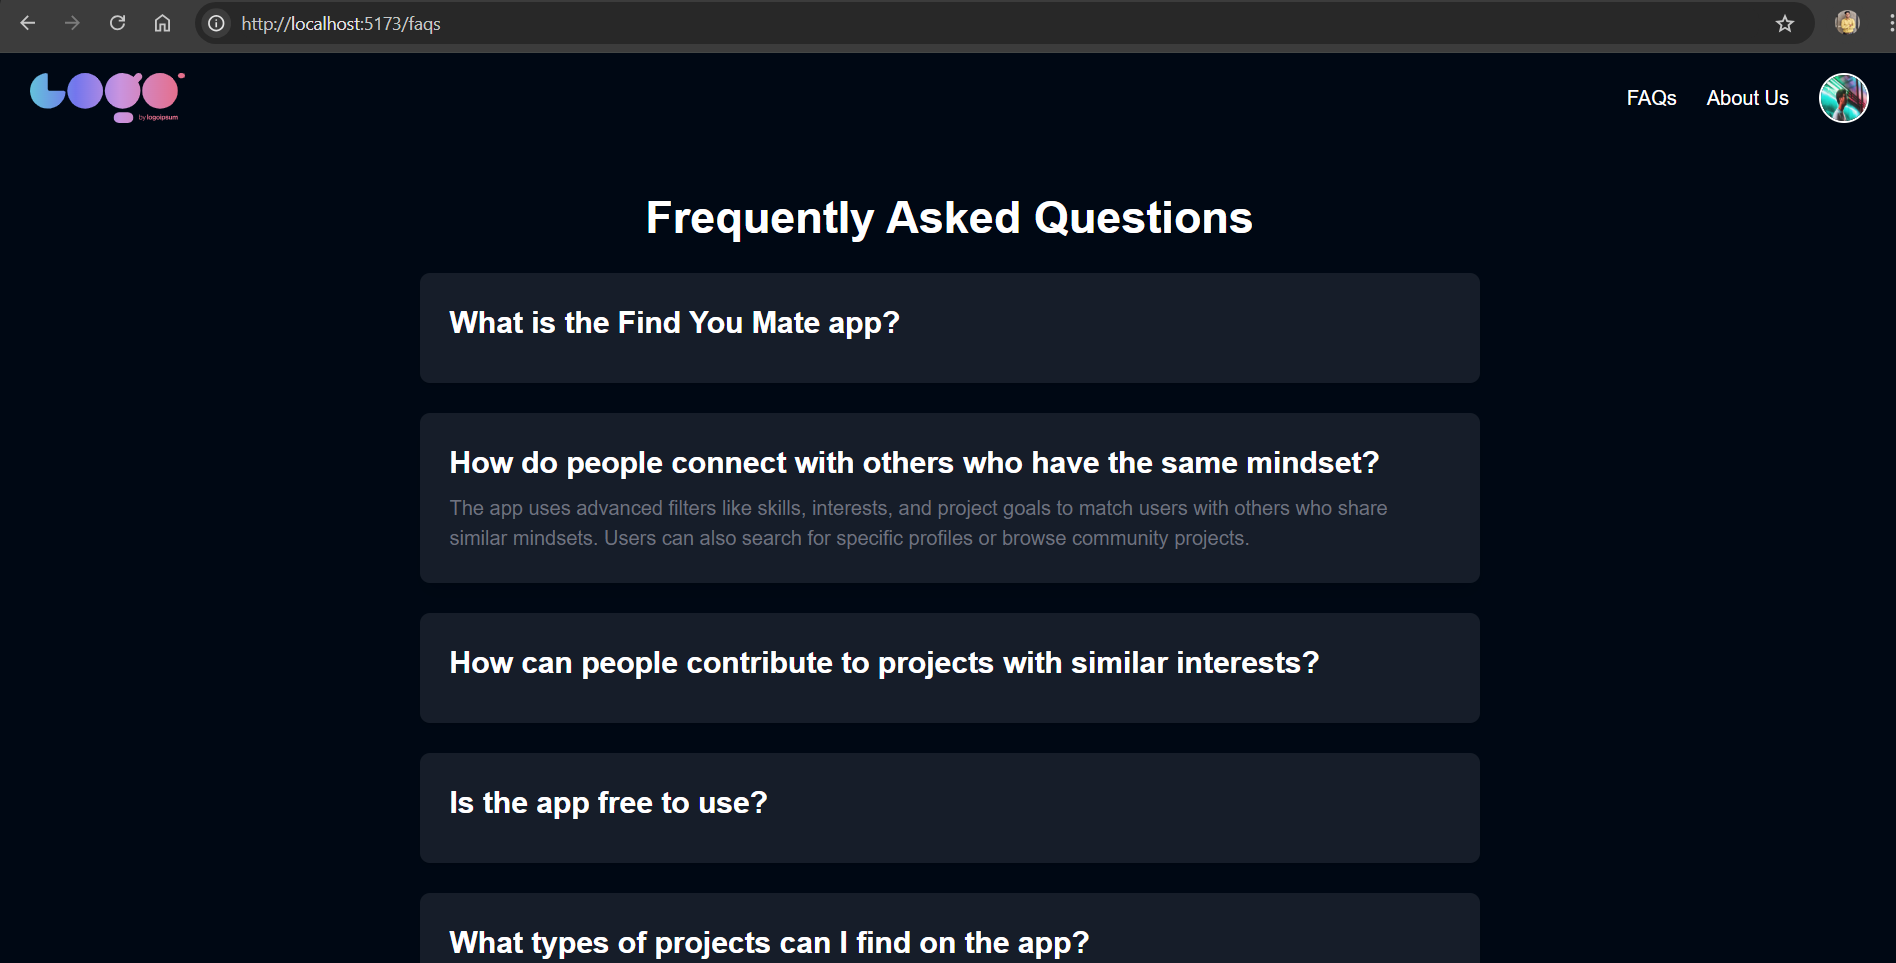 http://localhost:5173/faqs
LOGO
by logoipsum
FAQs
About Us
Frequently Asked Questions
What is the Find You Mate app?
How do people connect with others who have the same mindset?
The app uses advanced filters like skills, interests, and project goals to match users with others who share
similar mindsets. Users can also search for specific profiles or browse community projects.
How can people contribute to projects with similar interests?
Is the app free to use?
What types of projects can I find on the app?